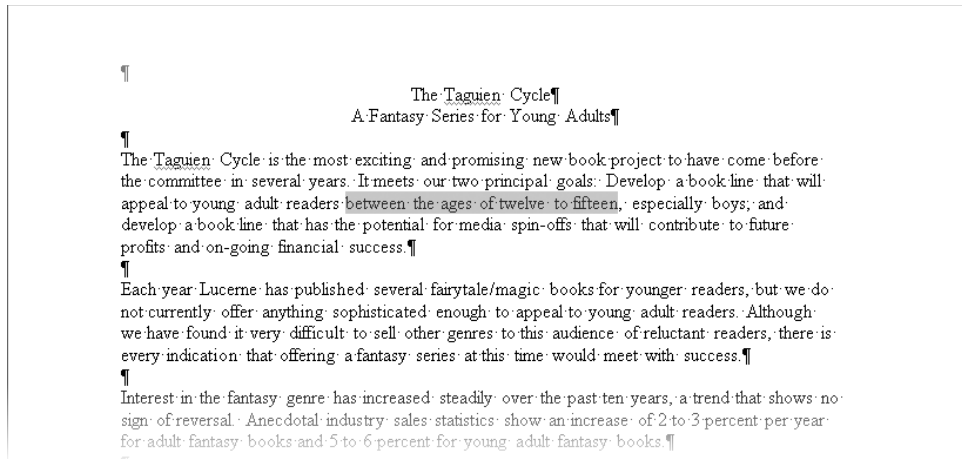 ¶
The Taguien Cycle¶
A Fantasy Series for Young Adults¶
¶
The Taguien Cycle is the most exciting and promising new book project to have come before
the committee in several years. It meets our two principal goals: Develop a book line that will
appeal to young adult readers between the ages of twelve to fifteen, especially boys; and
develop a book line that has the potential for media spin-offs that will contribute to future
profits and on-going financial success.¶
¶
Each year Lucerne has published several fairytale/magic books for younger readers, but we do
not currently offer anything sophisticated enough to appeal to young adult readers. Although
we have found it very difficult to sell other genres to this audience of reluctant readers, there is
every indication that offering a fantasy series at this time would meet with success.¶
¶
Interest in the fantasy genre has increased steadily over the past ten years, a trend that shows no
sign of reversal. Anecdotal industry sales statistics show an increase of 2 to 3 percent per year
for adult fantasy books and 5 to 6 percent for young adult fantasy books.¶